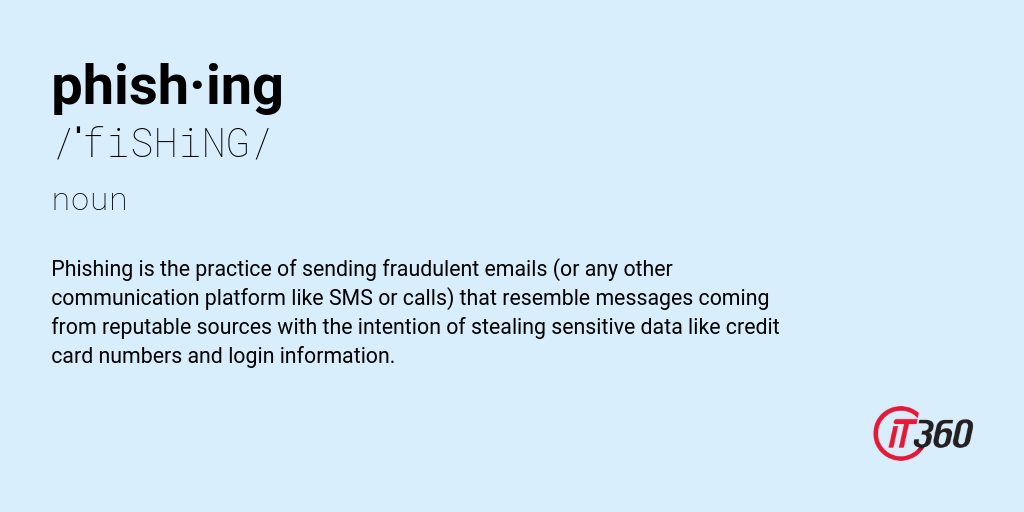 phish·ing
/'fiSHiNG/
noun
Phishing is the practice of sending fraudulent emails (or any other
communication platform like SMS or calls) that resemble messages coming
from reputable sources with the intention of stealing sensitive data like credit
card numbers and login information.
iT360